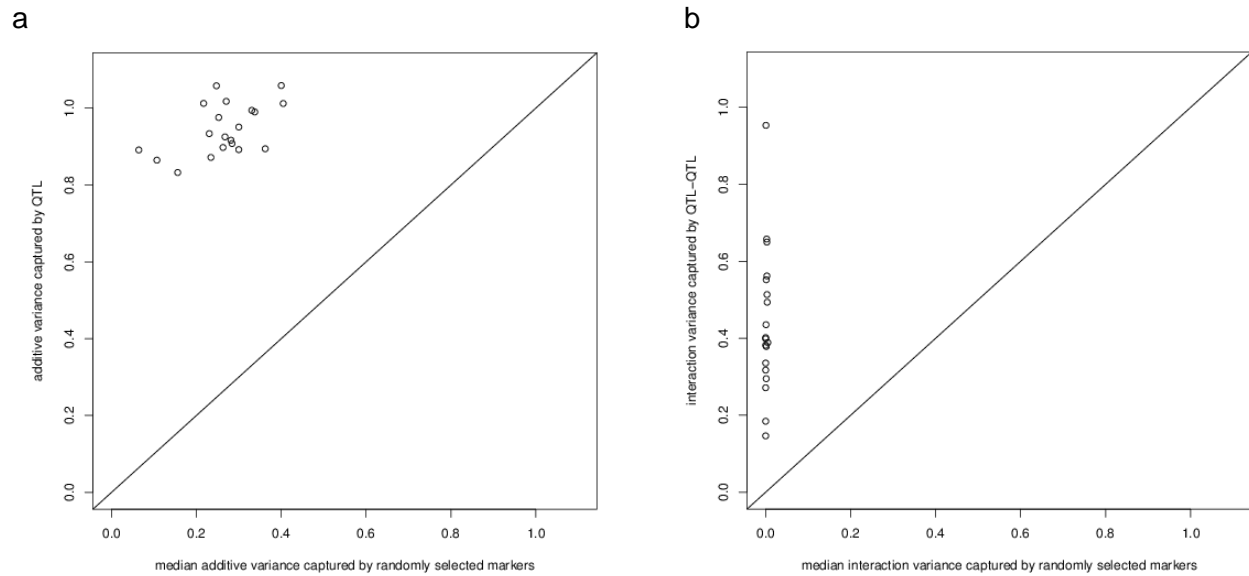 a
additive variance captured by QTL
1.0
0.8
0.6
0.4
0.2
0.0
0.0 0.2 0.4 0.6 0.8 1.0
median additive variance captured by randomly selected markers
b
interaction variance captured by QTL−QTL
1.0
0.8
0.6
0.4
0.2
0.0
0.0 0.2 0.4 0.6 0.8 1.0
median interaction variance captured by randomly selected markers